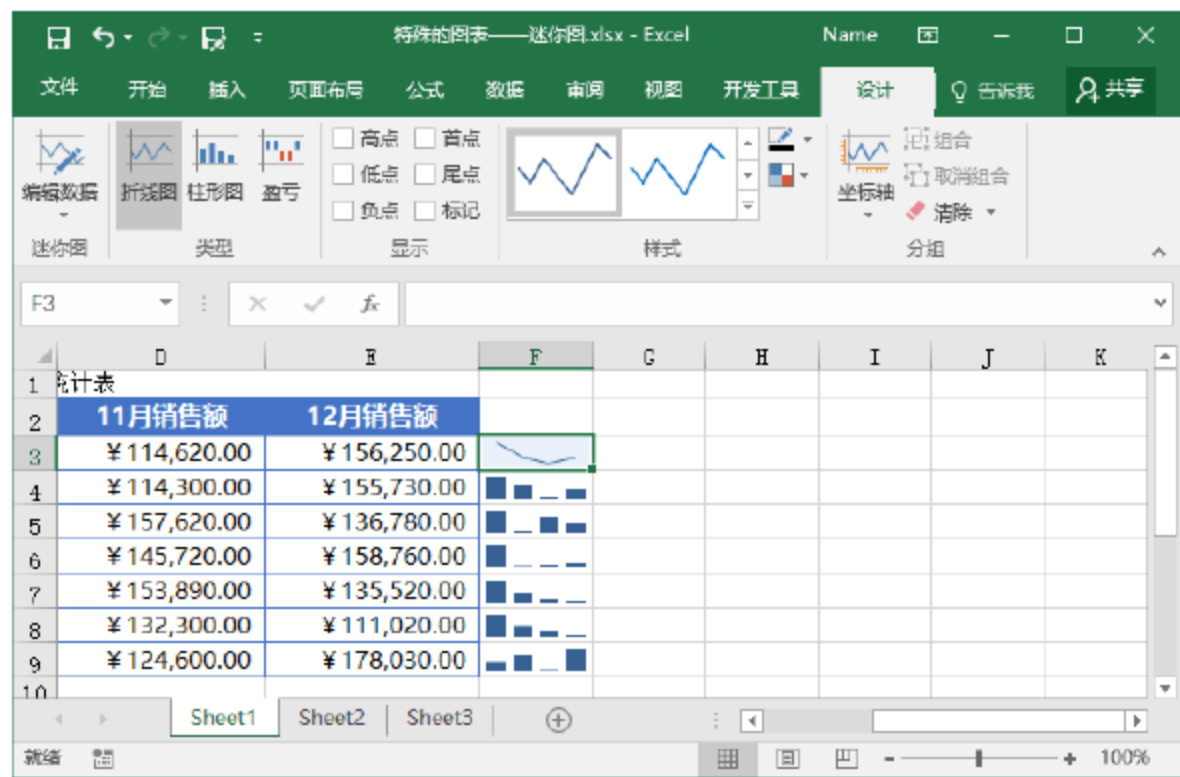 特殊的图表——迷你图.xlsx - Excel Name
文件 开始 插入 页面布局 公式 数据 审阅 视图 开发工具 设计 告诉我 共享
高点 首点 组合
低点 尾点 取消组合
编辑数据 折线图 柱形图 盈亏 坐标轴
负点 标记 清除
迷你图 类型 显示 样式 分组
F3 fx
D E F G H I J K
1 统计表
2 11月销售额 12月销售额
3 ¥114,620.00 ¥156,250.00
4 ¥114,300.00 ¥155,730.00
5 ¥157,620.00 ¥136,780.00
6 ¥145,720.00 ¥158,760.00
7 ¥153,890.00 ¥135,520.00
8 ¥132,300.00 ¥111,020.00
9 ¥124,600.00 ¥178,030.00
10
Sheet1 Sheet2 Sheet3
就绪 100%